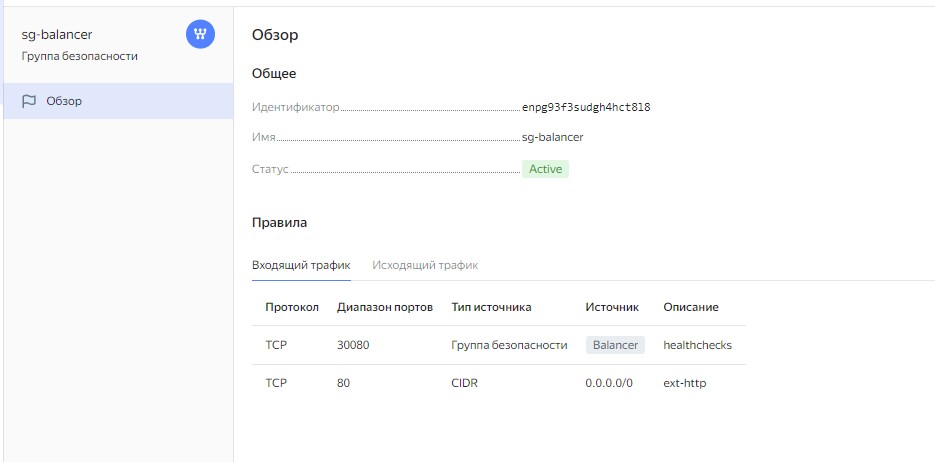 sg-balancer
Группа безопасности
Обзор
Обзор
Общее
Идентификатор enpg93f3sudgh4hct8l8
Имя sg-balancer
Статус Active
Правила
Входящий трафик Исходящий трафик
Протокол Диапазон портов Тип источника Источник Описание
TCP 30080 Группа безопасности Balancer healthchecks
TCP 80 CIDR 0.0.0.0/0 ext-http